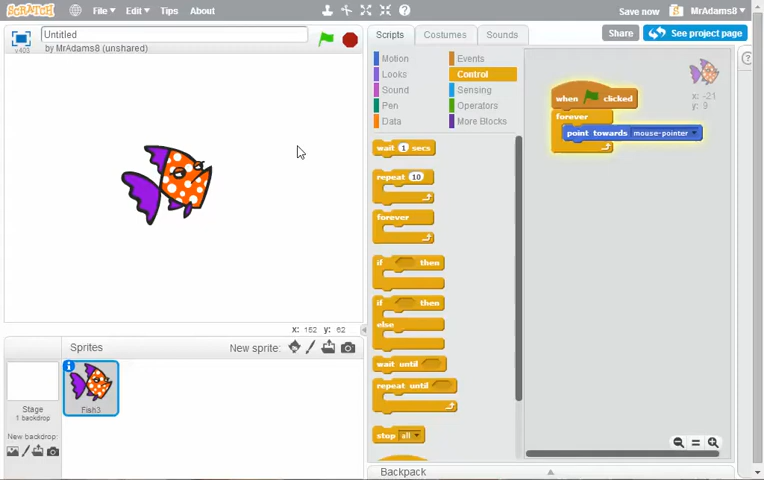 SCRATCH File Edit Tips About Save now MrAdams8 
Untitled
by MrAdams8 (unshared)
v403
Scripts Costumes Sounds Share See project page
Motion Events
Looks Control
Sound Sensing
Pen Operators
Data More Blocks
wait 1 secs
repeat 10
forever
if then
if then
else
wait until
repeat until
stop all
when clicked
forever
point towards mouse-pointer
x: -21
y: 9
?
x: 152 y: 62
Sprites New sprite:
Fish3
Stage
1 backdrop
New backdrop:
Backpack